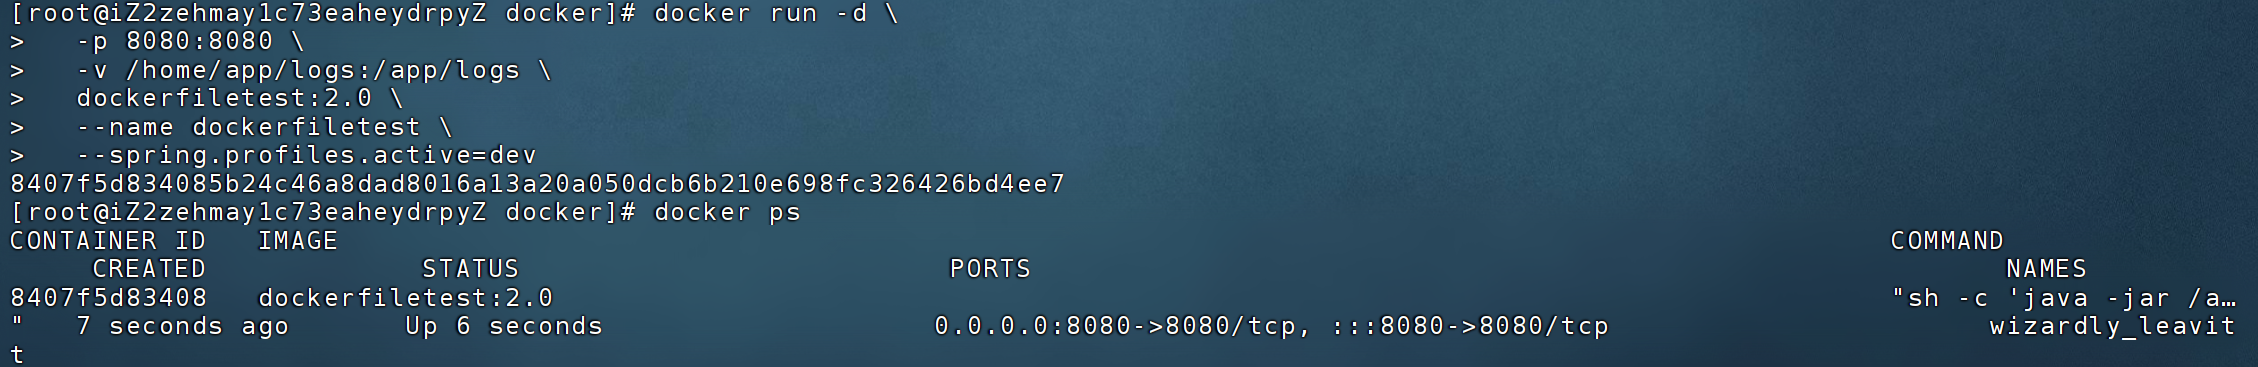 [root@iZ2zehmay1c73eaheydrpyZ docker]# docker run -d \
>   -p 8080:8080 \
>   -v /home/app/logs:/app/logs \
>   dockerfiletest:2.0 \
>   --name dockerfiletest \
>   --spring.profiles.active=dev
8407f5d834085b24c46a8dad8016a13a20a050dcb6b210e698fc326426bd4ee7
[root@iZ2zehmay1c73eaheydrpyZ docker]# docker ps
CONTAINER ID   IMAGE   COMMAND
CREATED   STATUS   PORTS   NAMES
8407f5d83408   dockerfiletest:2.0   "sh -c 'java -jar /a…
"   7 seconds ago   Up 6 seconds   0.0.0.0:8080->8080/tcp, :::8080->8080/tcp   wizardly_leavit
t